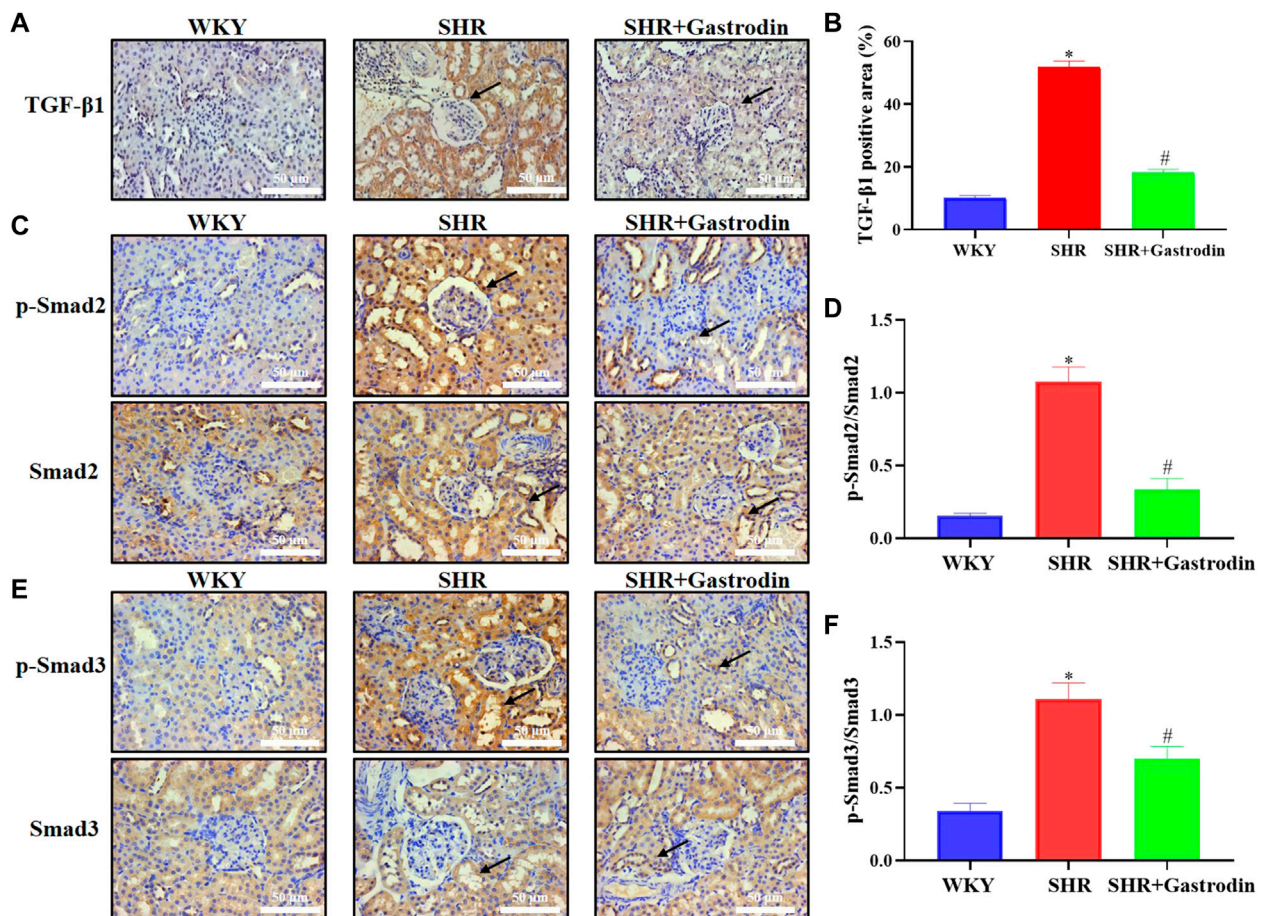 A
WKY
SHR
SHR+Gastrodin
TGF-β1
50 μm
50 μm
50 μm
B
TGF-β1 positive area (%)
60
40
20
0
*
#
WKY
SHR
SHR+Gastrodin
C
WKY
SHR
SHR+Gastrodin
p-Smad2
50 μm
50 μm
50 μm
Smad2
50 μm
50 μm
50 μm
D
p-Smad2/Smad2
1.5
1.0
0.5
0.0
*
#
WKY
SHR
SHR+Gastrodin
E
WKY
SHR
SHR+Gastrodin
p-Smad3
50 μm
50 μm
50 μm
Smad3
50 μm
50 μm
50 μm
F
p-Smad3/Smad3
1.5
1.0
0.5
0.0
*
#
WKY
SHR
SHR+Gastrodin